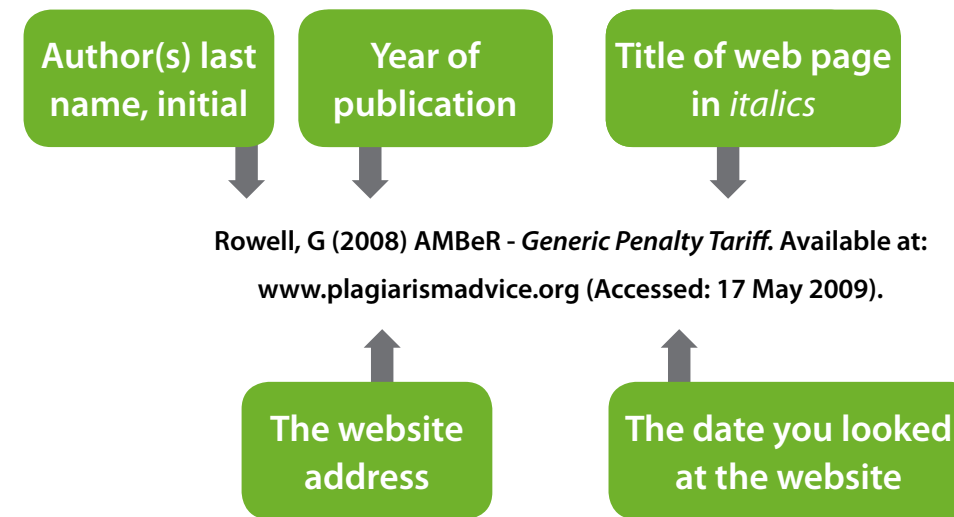 Author(s) last
name, initial
Year of
publication
Title of web page
in italics
Rowell, G (2008) AMBeR - Generic Penalty Tariff. Available at:
www.plagiarismadvice.org (Accessed: 17 May 2009).
The website
address
The date you looked
at the website